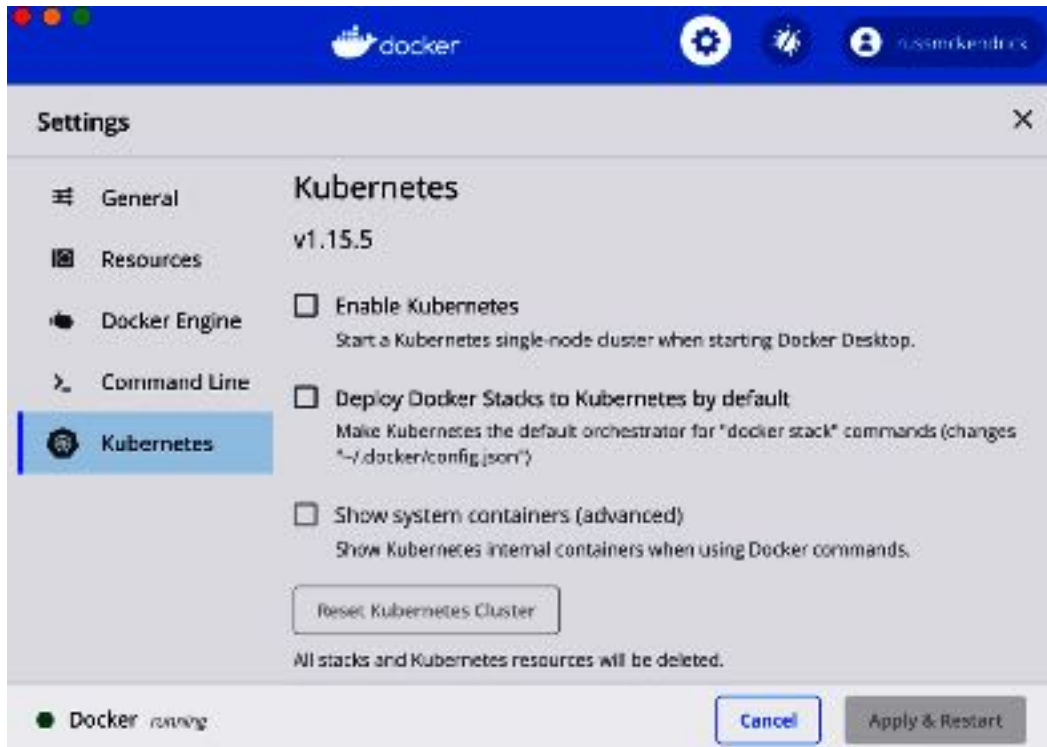 docker
russmckendrick
Settings
General
Resources
Docker Engine
Command Line
Kubernetes
Kubernetes
v1.15.5
Enable Kubernetes
Start a Kubernetes single-node cluster when starting Docker Desktop.
Deploy Docker Stacks to Kubernetes by default
Make Kubernetes the default orchestrator for "docker stack" commands (changes
"~/.docker/config.json")
Show system containers (advanced)
Show Kubernetes internal containers when using Docker commands.
Reset Kubernetes Cluster
All stacks and Kubernetes resources will be deleted.
Docker running
Cancel
Apply & Restart